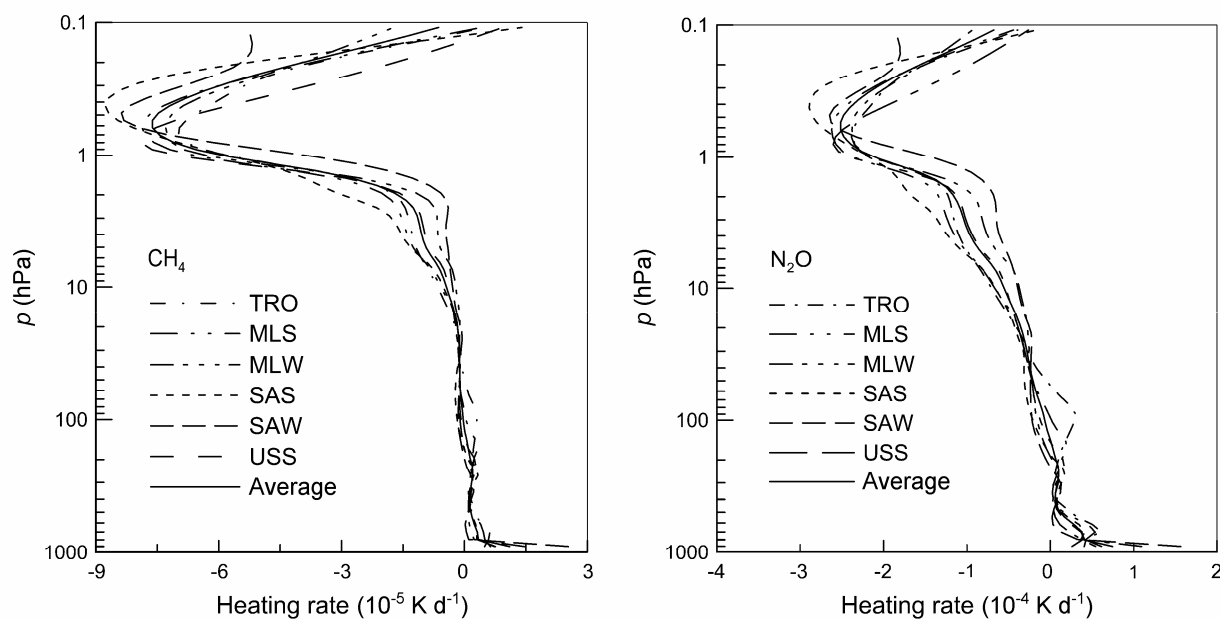 0.1
1
10
100
1000
p (hPa)
CH4
TRO
MLS
MLW
SAS
SAW
USS
Average
-9
-6
-3
0
3
Heating rate (10-5 K d-1)
0.1
1
10
100
1000
p (hPa)
N2O
TRO
MLS
MLW
SAS
SAW
USS
Average
-4
-3
-2
-1
0
1
2
Heating rate (10-4 K d-1)